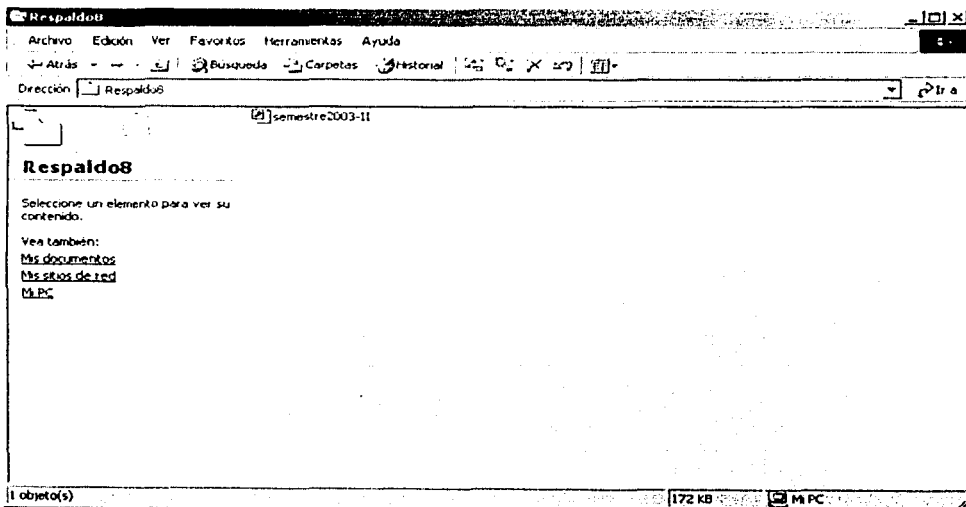 Respaldo8
Archivo Edición Ver Favoritos Herramientas Ayuda
Atrás Búsqueda Carpetas Historial
Dirección Respaldo8 Ir a
semestre2003-II
Respaldo8
Seleccione un elemento para ver su
contenido.
Vea también:
Mis documentos
Mis sitios de red
Mi PC
1 objeto(s) 172 KB Mi PC